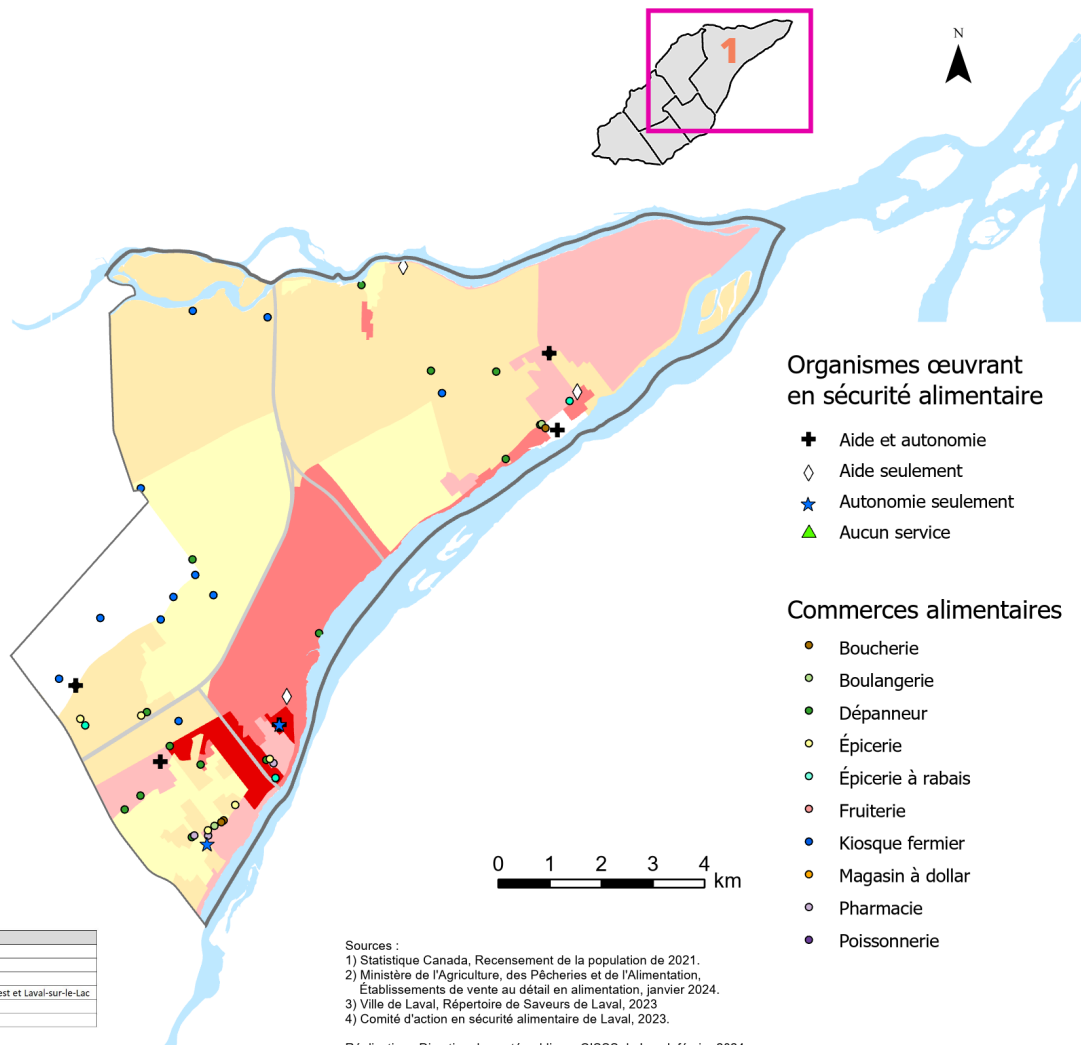 1
N
Organismes œuvrant
en sécurité alimentaire
Aide et autonomie
Aide seulement
Autonomie seulement
Aucun service
Commerces alimentaires
Boucherie
Boulangerie
Dépanneur
Épicerie
Épicerie à rabais
Fruiterie
Kiosque fermier
Magasin à dollar
Pharmacie
Poissonnerie
0 1 2 3 4
km
est et Laval-sur-le-Lac
Sources :
1) Statistique Canada, Recensement de la population de 2021.
2) Ministère de l'Agriculture, des Pêcheries et de l'Alimentation,
Établissements de vente au détail en alimentation, janvier 2024.
3) Ville de Laval, Répertoire de Saveurs de Laval, 2023
4) Comité d'action en sécurité alimentaire de Laval, 2023.